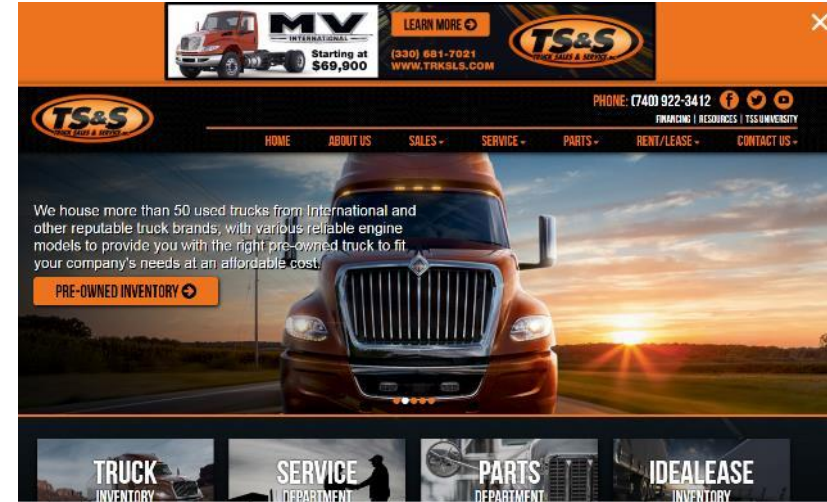 MV
INTERNATIONAL
Starting at
$69,900
LEARN MORE
(330) 681-7021
WWW.TRKSLS.COM
TS&S
TRUCK SALES & SERVICE
PHONE: (740) 922-3412
FINANCING | RESOURCES | TSS UNIVERSITY
TS&S
TRUCK SALES & SERVICE
HOME ABOUT US SALES SERVICE PARTS RENT/LEASE CONTACT US
We house more than 50 used trucks from International and
other reputable truck brands, with various reliable engine
models to provide you with the right pre-owned truck to fit
your company's needs at an affordable cost.
PRE-OWNED INVENTORY
TRUCK
INVENTORY
SERVICE
DEPARTMENT
PARTS
DEPARTMENT
IDEALEASE
INVENTORY